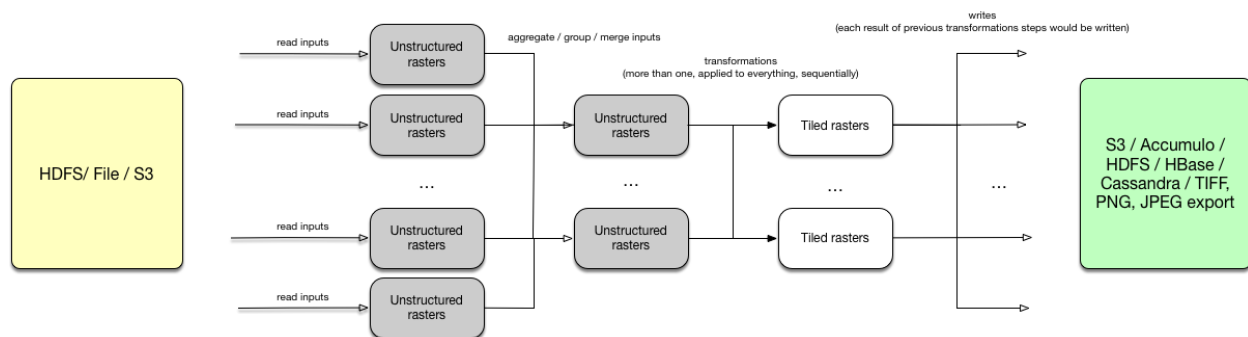 HDFS/ File / S3
read inputs
read inputs
read inputs
read inputs
Unstructured
rasters
Unstructured
rasters
...
Unstructured
rasters
Unstructured
rasters
aggregate / group / merge inputs
Unstructured
rasters
...
Unstructured
rasters
transformations
(more than one, applied to everything, sequentially)
Tiled rasters
...
Tiled rasters
writes
(each result of previous transformations steps would be written)
...
S3 / Accumulo /
HDFS / HBase /
Cassandra / TIFF,
PNG, JPEG export